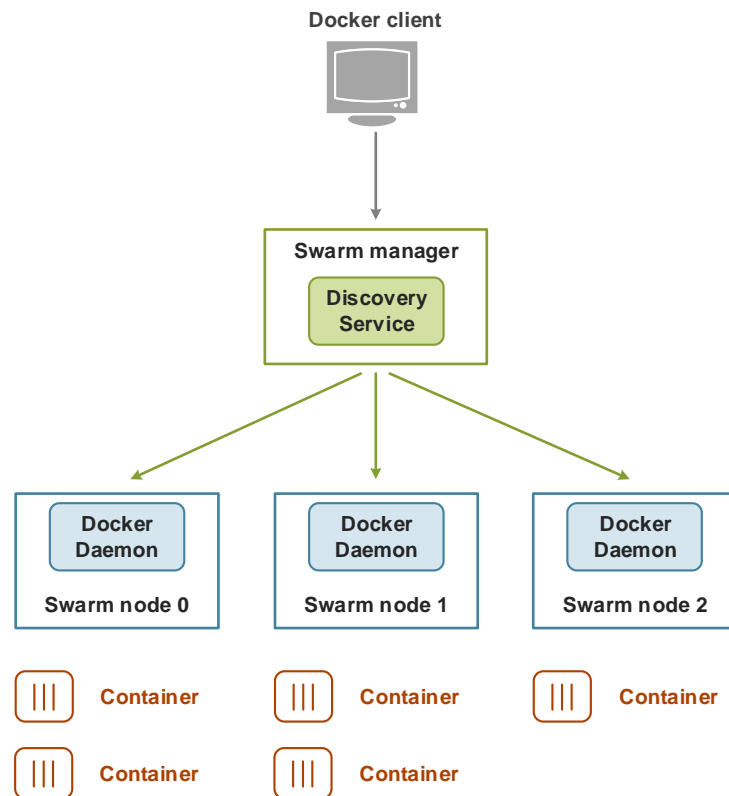 Docker client
Swarm manager
Discovery
Service
Docker
Daemon
Swarm node 0
Docker
Daemon
Swarm node 1
Docker
Daemon
Swarm node 2
Container
Container
Container
Container
Container